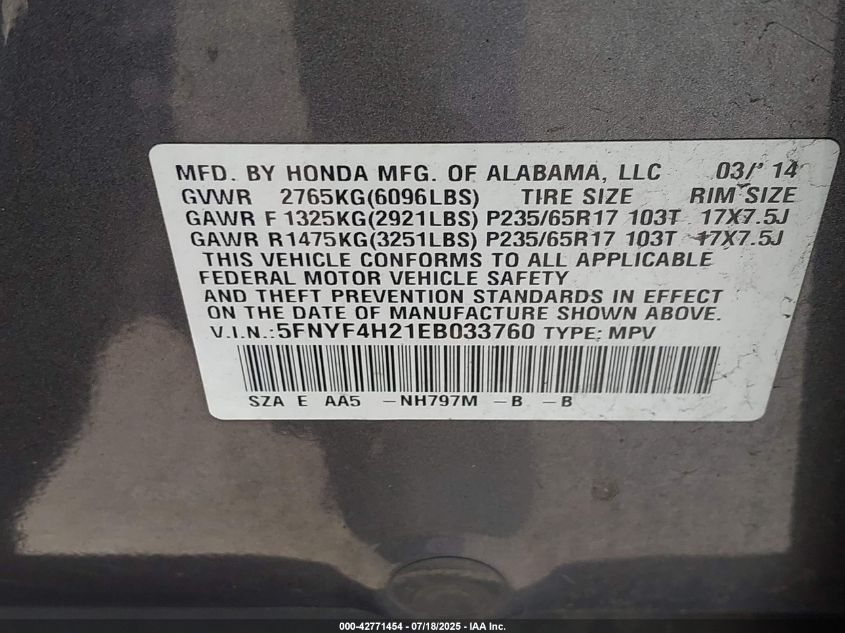 MFD. BY HONDA MFG. OF ALABAMA, LLC 03/' 14
GVWR 2765KG(6096LBS) TIRE SIZE RIM SIZE
GAWR F 1325KG(2921LBS) P235/65R17 103T 17X7.5J
GAWR R 1475KG(3251LBS) P235/65R17 103T 17X7.5J
THIS VEHICLE CONFORMS TO ALL APPLICABLE
FEDERAL MOTOR VEHICLE SAFETY
AND THEFT PREVENTION STANDARDS IN EFFECT
ON THE DATE OF MANUFACTURE SHOWN ABOVE.
V.I.N.:5FNYF4H21EB033760 TYPE: MPV
SZA E AA5 -NH797M -B -B
000-42771454 / 07/18/2025 - IAA Inc.